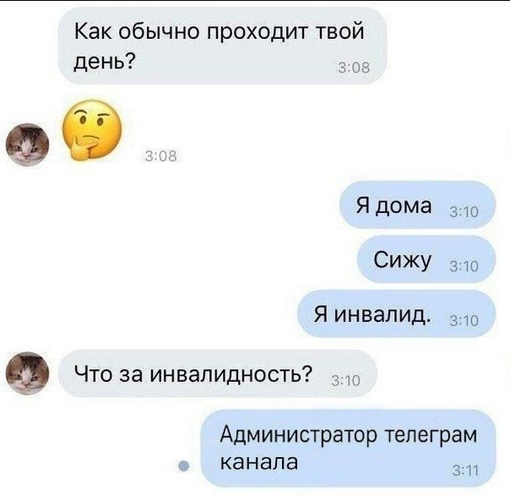 Как обычно проходит твой
день?
3:08
3:08
Я дома 3:10
Сижу 3:10
Я инвалид. 3:10
Что за инвалидность? 3:10
Администратор телеграм
канала
3:11